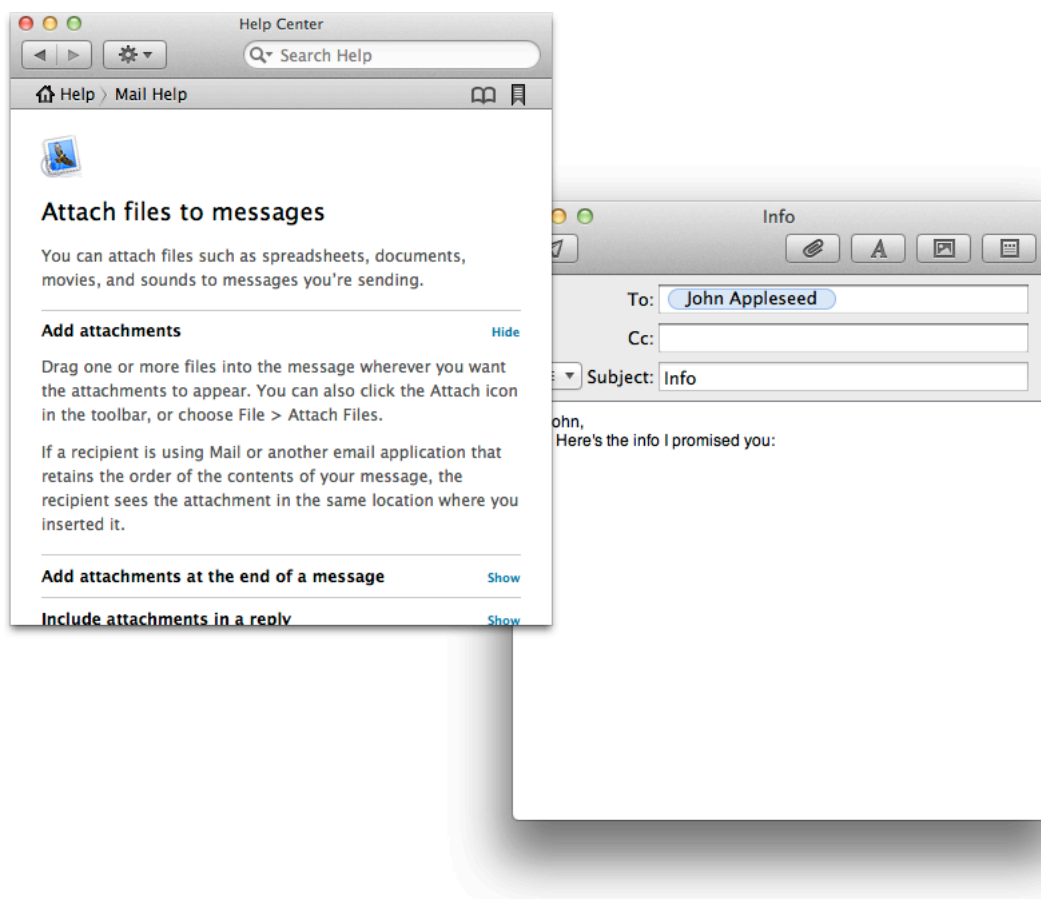 Help Center
Search Help
Help Mail Help
Attach files to messages
You can attach files such as spreadsheets, documents,
movies, and sounds to messages you're sending.
Add attachments Hide
Drag one or more files into the message wherever you want
the attachments to appear. You can also click the Attach icon
in the toolbar, or choose File > Attach Files.
If a recipient is using Mail or another email application that
retains the order of the contents of your message, the
recipient sees the attachment in the same location where you
inserted it.
Add attachments at the end of a message Show
Include attachments in a reply Show
Info
To: John Appleseed
Cc:
Subject: Info
ohn,
Here's the info I promised you: